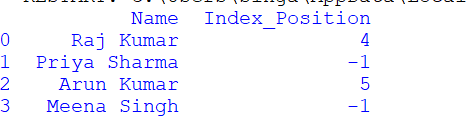 Name Index_Position
0 Raj Kumar 4
1 Priya Sharma -1
2 Arun Kumar 5
3 Meena Singh -1